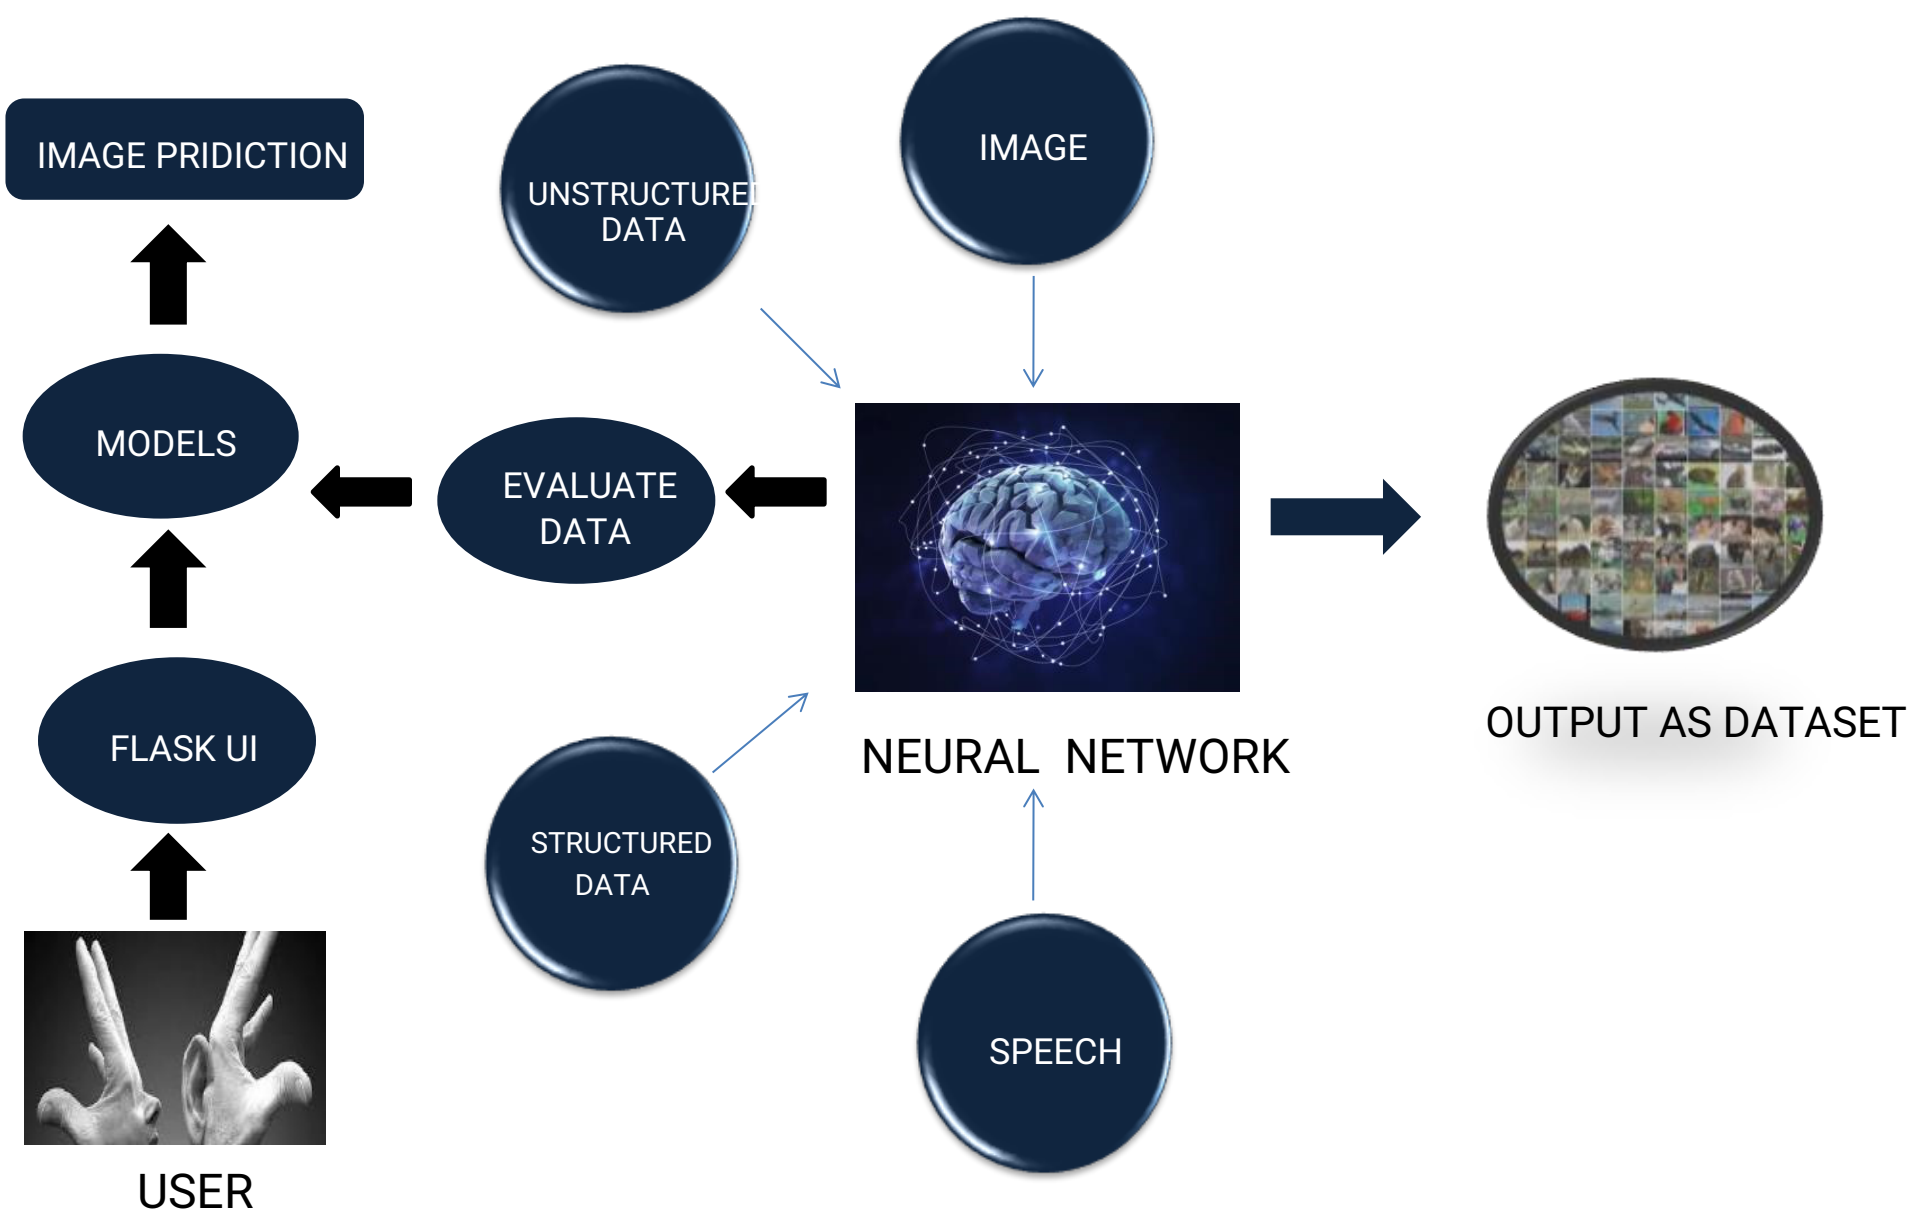 IMAGE
IMAGE PRIDICTION
UNSTRUCTURED
DATA
MODELS
EVALUATE
DATA
FLASK UI
NEURAL NETWORK
OUTPUT AS DATASET
STRUCTURED
DATA
SPEECH
USER